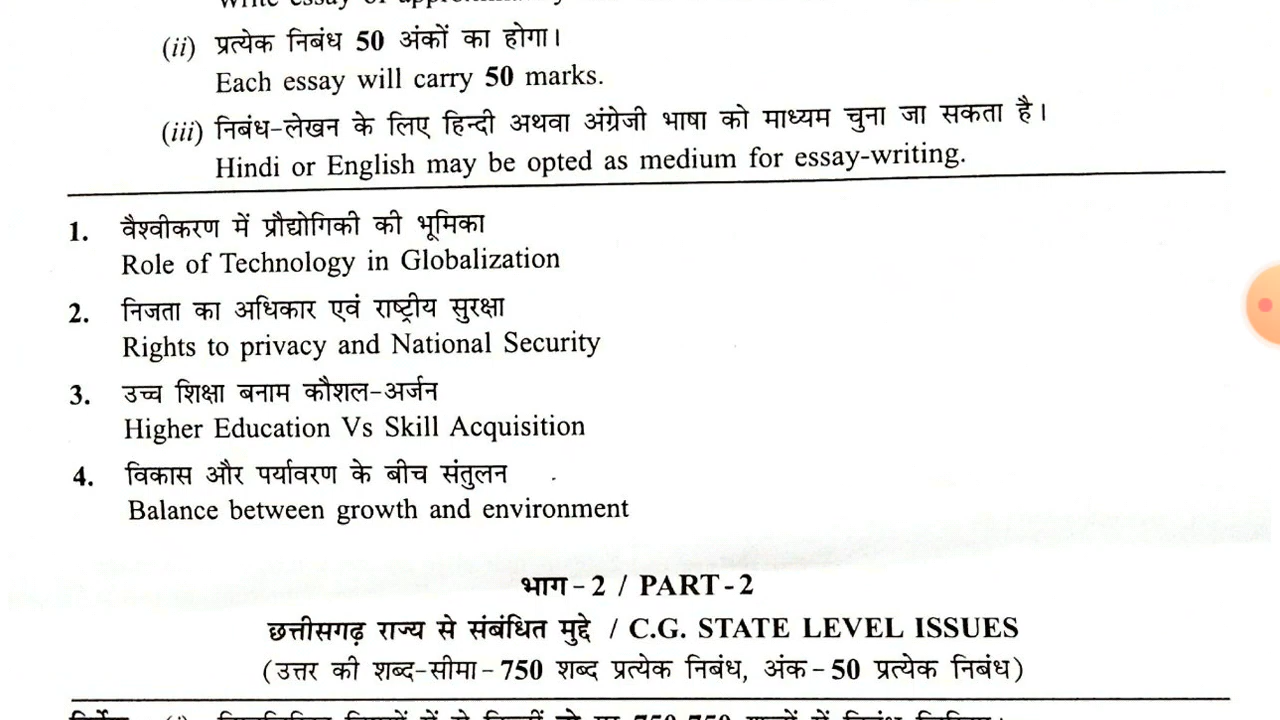 Write essay of approximately
(ii) प्रत्येक निबंध 50 अंकों का होगा।
Each essay will carry 50 marks.
(iii) निबंध-लेखन के लिए हिन्दी अथवा अंग्रेजी भाषा को माध्यम चुना जा सकता है।
Hindi or English may be opted as medium for essay-writing.
1. वैश्वीकरण में प्रौद्योगिकी की भूमिका
Role of Technology in Globalization
2. निजता का अधिकार एवं राष्ट्रीय सुरक्षा
Rights to privacy and National Security
3. उच्च शिक्षा बनाम कौशल-अर्जन
Higher Education Vs Skill Acquisition
4. विकास और पर्यावरण के बीच संतुलन
Balance between growth and environment
भाग-2 / PART-2
छत्तीसगढ़ राज्य से संबंधित मुद्दे / C.G. STATE LEVEL ISSUES
(उत्तर की शब्द-सीमा-750 शब्द प्रत्येक निबंध, अंक-50 प्रत्येक निबंध)